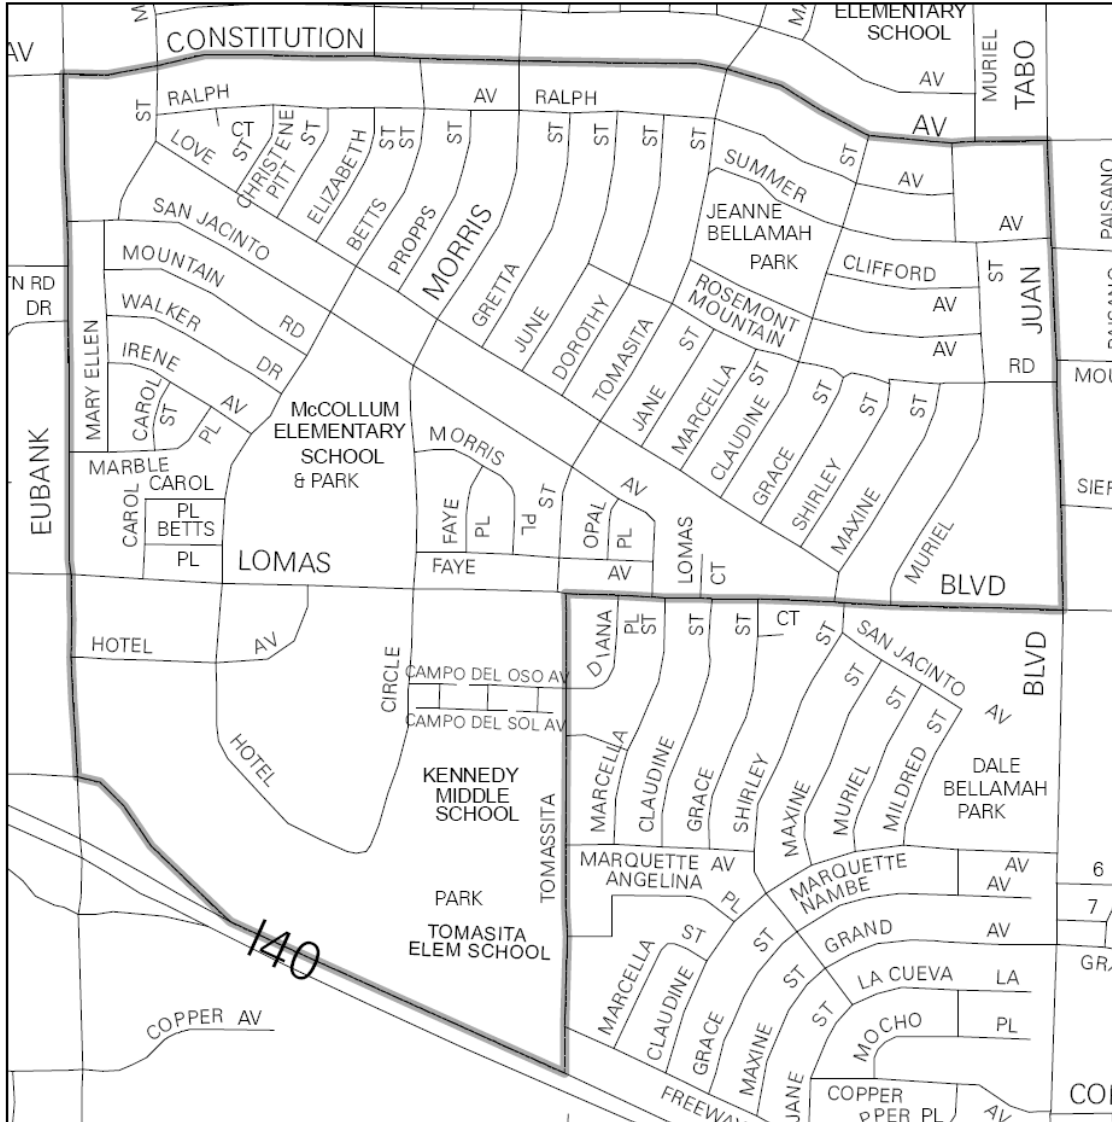 ELEMENTARY
SCHOOL
AV
CONSTITUTION
AV
MURIEL
TABO
ST
RALPH
AV
RALPH
AV
LOVE
CT
ST
CHRISTENE
PITT
ST
ELIZABETH
ST
ST
BETTS
ST
PROPPS
MORRIS
ST
GRETTA
ST
JUNE
ST
DOROTHY
ST
TOMASITA
SUMMER
ST
AV
AV
PAISANO
SAN JACINTO
JEANNE
BELLAMAH
PARK
CLIFFORD
AV
ST
JUAN
MOUNTAIN
RD
TN RD
DR
WALKER
DR
ROSEMONT
MOUNTAIN
AV
RD
IRENE
AV
MARY ELLEN
CAROL
ST
PL
McCOLLUM
ELEMENTARY
SCHOOL
& PARK
MORRIS
ST
JANE
MARCELLA
ST
CLAUDINE
ST
GRACE
ST
SHIRLEY
ST
MAXINE
MURIEL
EUBANK
MARBLE
CAROL
CAROL
PL
BETTS
PL
FAYE
PL
PL
ST
AV
OPAL
PL
LOMAS
CT
LOMAS
FAYE
AV
BLVD
HOTEL
AV
CIRCLE
DIANA
PL
ST
ST
ST
CT
ST
SAN JACINTO
AV
BLVD
CAMPO DEL OSO AV
CAMPO DEL SOL AV
HOTEL
KENNEDY
MIDDLE
SCHOOL
MARCELLA
CLAUDINE
GRACE
SHIRLEY
MAXINE
ST
MURIEL
ST
MILDRED
ST
DALE
BELLAMAH
PARK
TOMASSITA
MARQUETTE AV
ANGELINA
PL
MARQUETTE
NAMBE
AV
AV
6
7
PARK
TOMASITA
ELEM SCHOOL
I40
MARCELLA
ST
CLAUDINE
ST
GRACE
ST
MAXINE
ST
GRAND
AV
LA CUEVA
LA
MOCHO
PL
COPPER AV
COPPER
AV